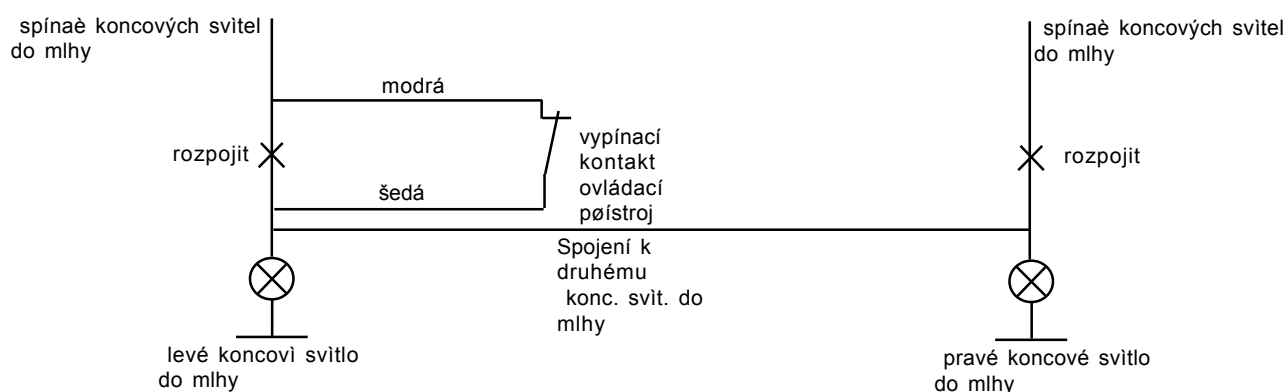 spínaè koncových svìtel
do mlhy
spínaè koncových svìtel
do mlhy
modrá
rozpojit
vypínací
kontakt
ovládací
pøístroj
rozpojit
šedá
Spojení k
druhému
konc. svìt. do
mlhy
levé koncovì svìtlo
do mlhy
pravé koncové svìtlo
do mlhy